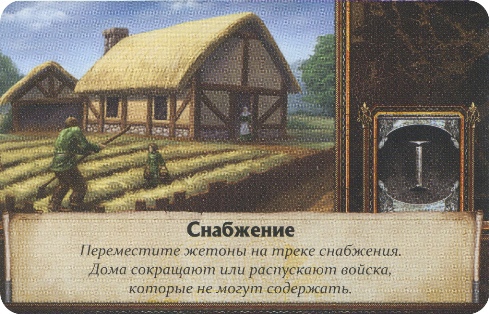 Снабжение
Переместите жетоны на треке снабжения.
Дома сокращают или распускают войска,
которые не могут содержать.
I